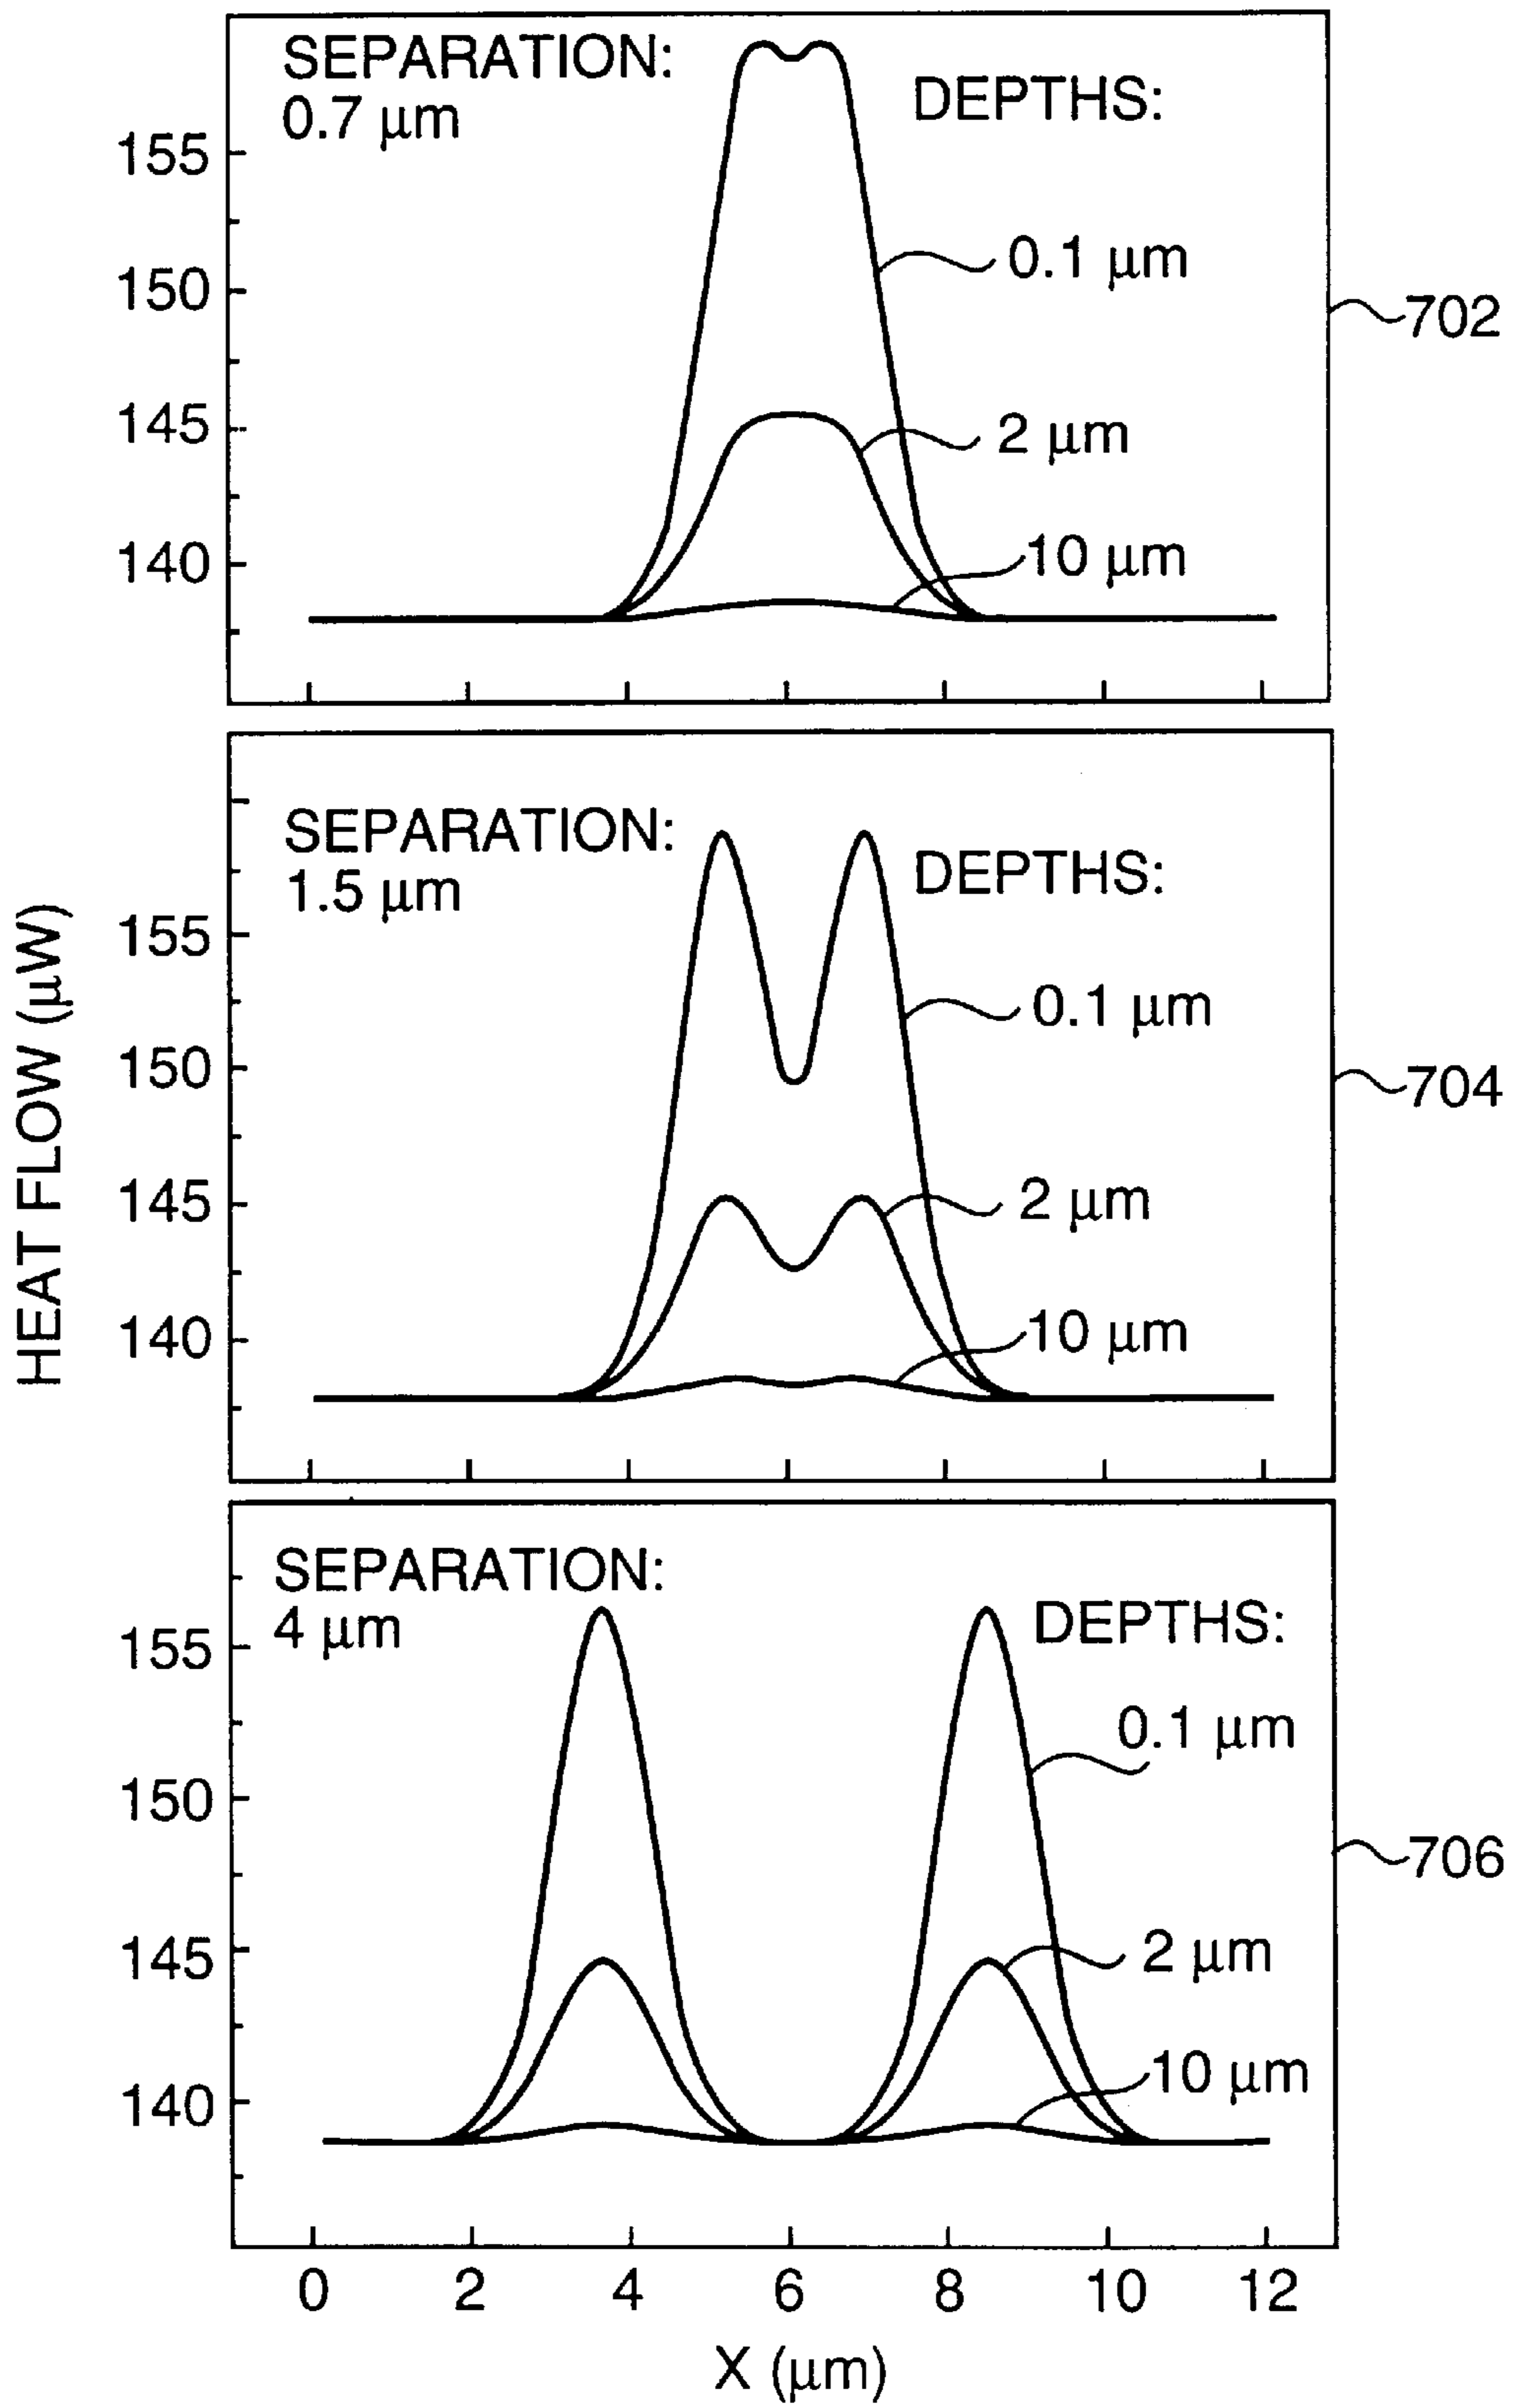 SEPARATION:
0.7 μm
DEPTHS:
155
0.1 μm
150
702
145
2 μm
140
10 μm
SEPARATION:
1.5 μm
DEPTHS:
155
0.1 μm
150
704
145
2 μm
140
10 μm
HEAT FLOW (μW)
SEPARATION:
4 μm
DEPTHS:
155
0.1 μm
150
706
145
2 μm
140
10 μm
0 2 4 6 8 10 12
X (μm)